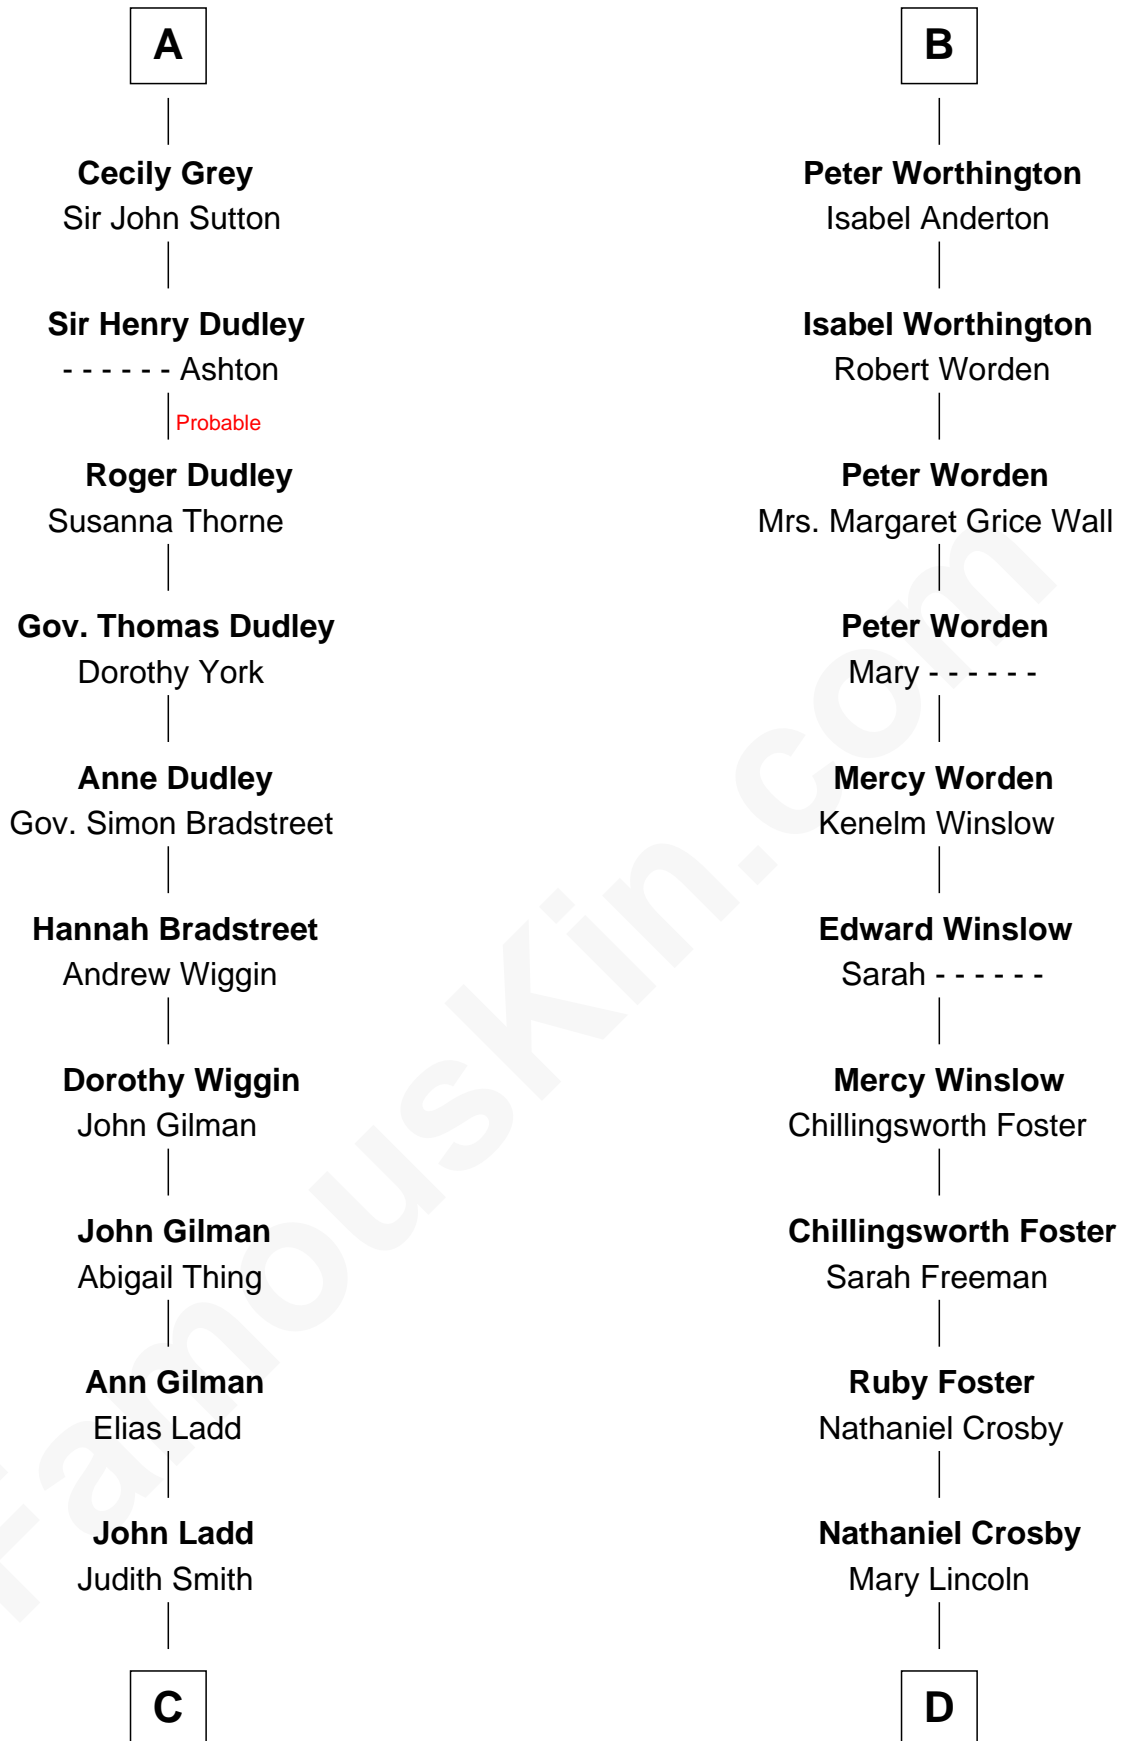 A
Cecily Grey
Sir John Sutton
Sir Henry Dudley
- - - - - - Ashton
Probable
Roger Dudley
Susanna Thorne
Gov. Thomas Dudley
Dorothy York
Anne Dudley
Gov. Simon Bradstreet
Hannah Bradstreet
Andrew Wiggin
Dorothy Wiggin
John Gilman
John Gilman
Abigail Thing
Ann Gilman
Elias Ladd
John Ladd
Judith Smith
C
B
Peter Worthington
Isabel Anderton
Isabel Worthington
Robert Worden
Peter Worden
Mrs. Margaret Grice Wall
Peter Worden
Mary - - - - - -
Mercy Worden
Kenelm Winslow
Edward Winslow
Sarah - - - - - -
Mercy Winslow
Chillingsworth Foster
Chillingsworth Foster
Sarah Freeman
Ruby Foster
Nathaniel Crosby
Nathaniel Crosby
Mary Lincoln
D
FamousKin.com